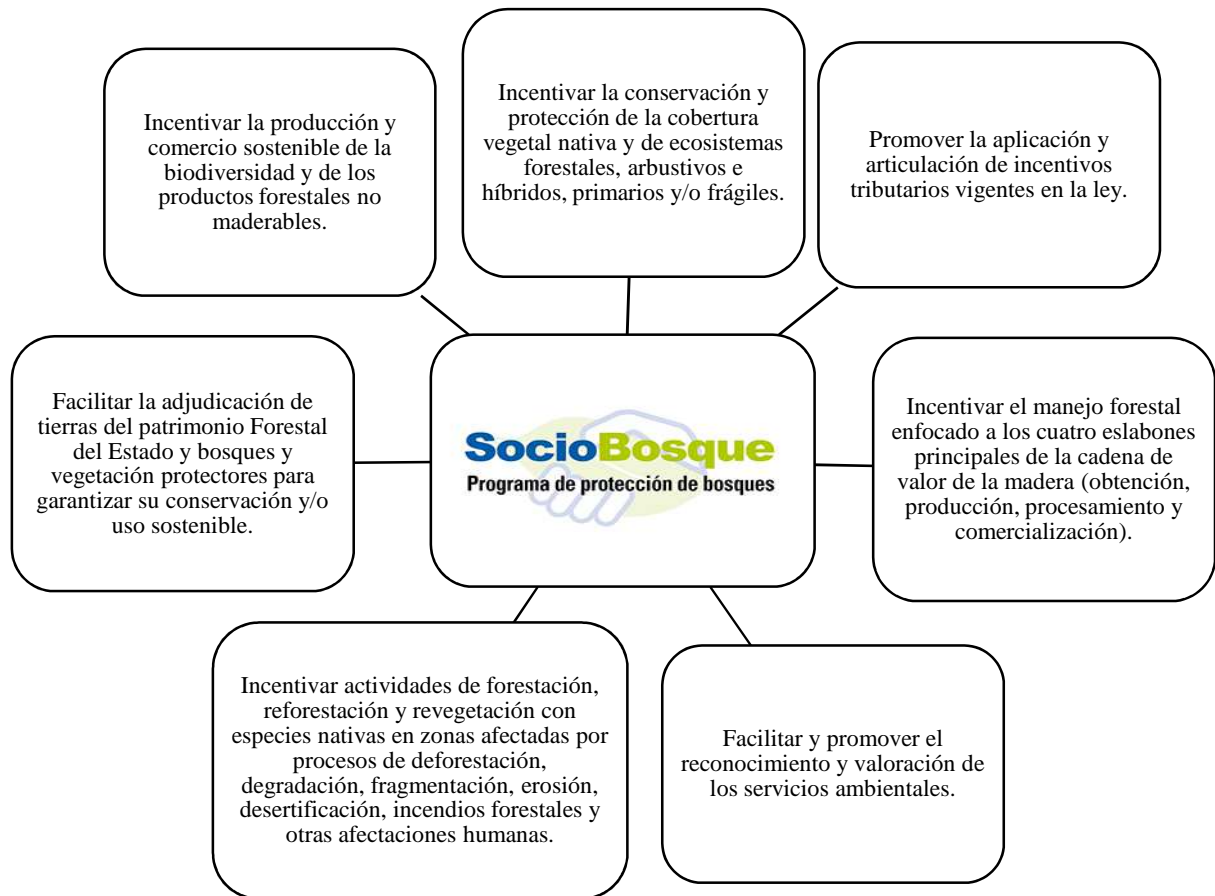 Incentivar la producción y
comercio sostenible de la
biodiversidad y de los
productos forestales no
maderables.
Incentivar la conservación y
protección de la cobertura
vegetal nativa y de ecosistemas
forestales, arbustivos e
híbridos, primarios y/o frágiles.
Promover la aplicación y
articulación de incentivos
tributarios vigentes en la ley.
Facilitar la adjudicación de
tierras del patrimonio Forestal
del Estado y bosques y
vegetación protectores para
garantizar su conservación y/o
uso sostenible.
SocioBosque
Programa de protección de bosques
Incentivar el manejo forestal
enfocado a los cuatro eslabones
principales de la cadena de
valor de la madera (obtención,
producción, procesamiento y
comercialización).
Incentivar actividades de forestación,
reforestación y revegetación con
especies nativas en zonas afectadas por
procesos de deforestación,
degradación, fragmentación, erosión,
desertificación, incendios forestales y
otras afectaciones humanas.
Facilitar y promover el
reconocimiento y valoración de
los servicios ambientales.